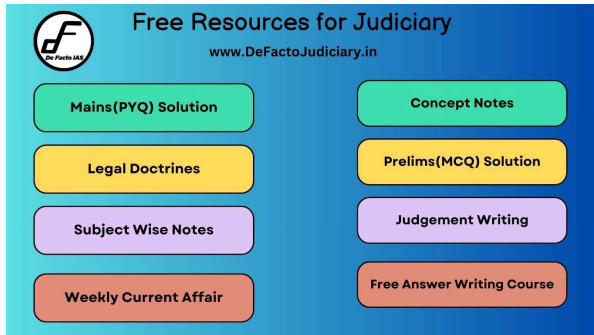 Free Resources for Judiciary
De Facto IAS
www.DeFactoJudiciary.in
Mains(PYQ) Solution
Concept Notes
Legal Doctrines
Prelims(MCQ) Solution
Subject Wise Notes
Judgement Writing
Weekly Current Affair
Free Answer Writing Course